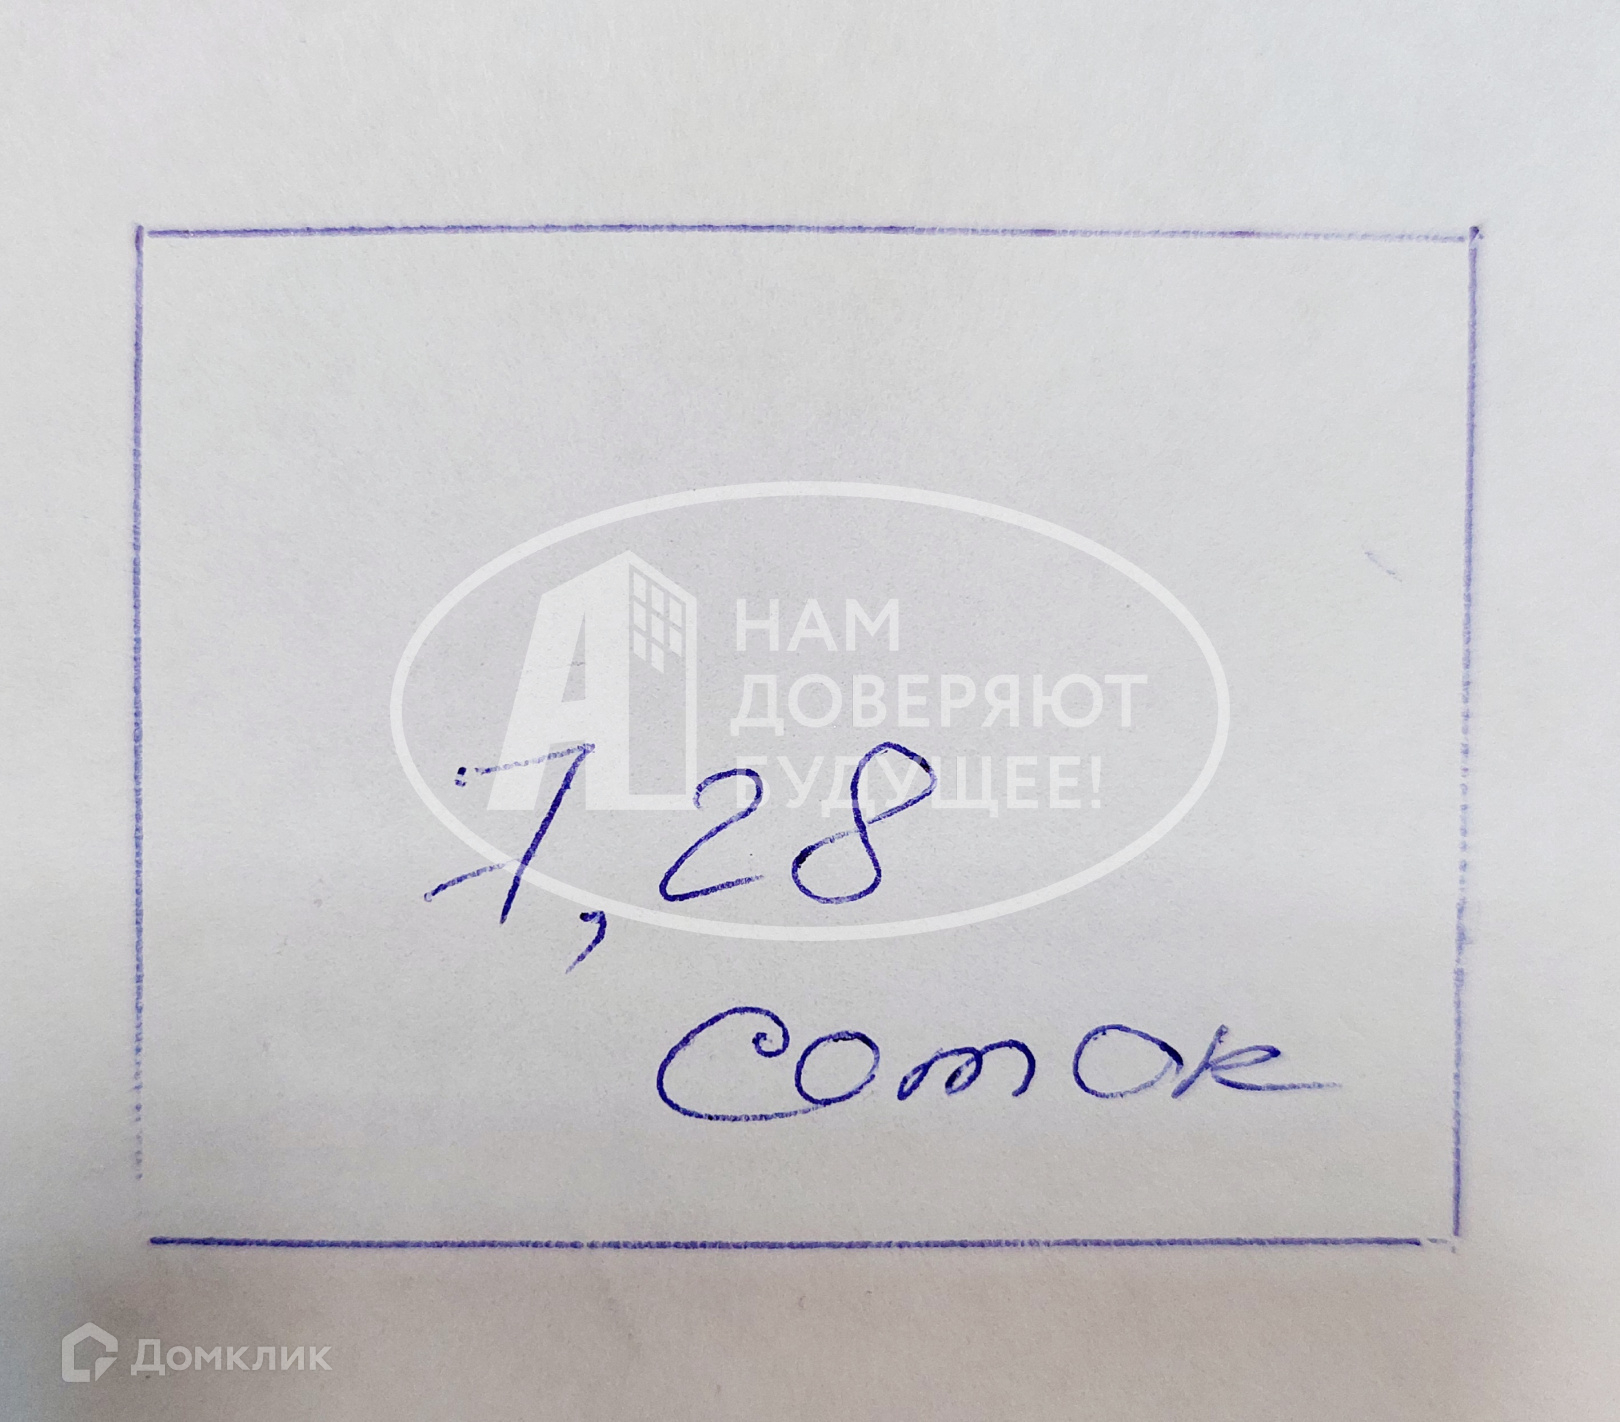 НАМ
ДОВЕРЯЮТ
БУДУЩЕЕ!
7,28
соток
Домклик